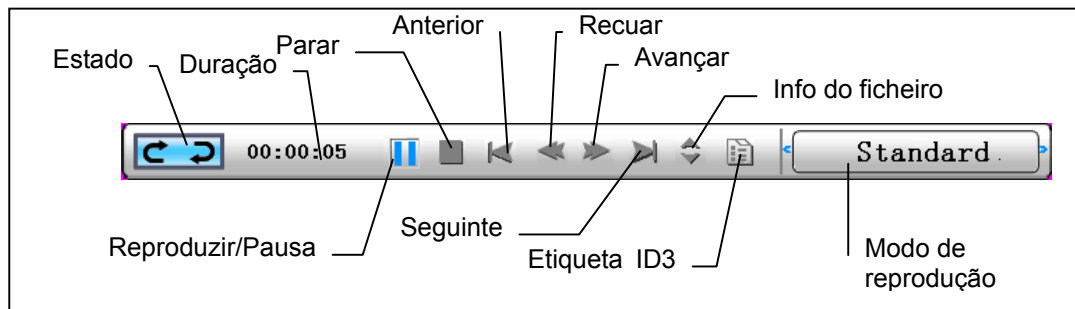 Anterior
Recuar
Parar
Estado
Duração
Avançar
Info do ficheiro
00:00:05
Standard
Reproduzir/Pausa
Seguinte
Etiqueta ID3
Modo de
reprodução